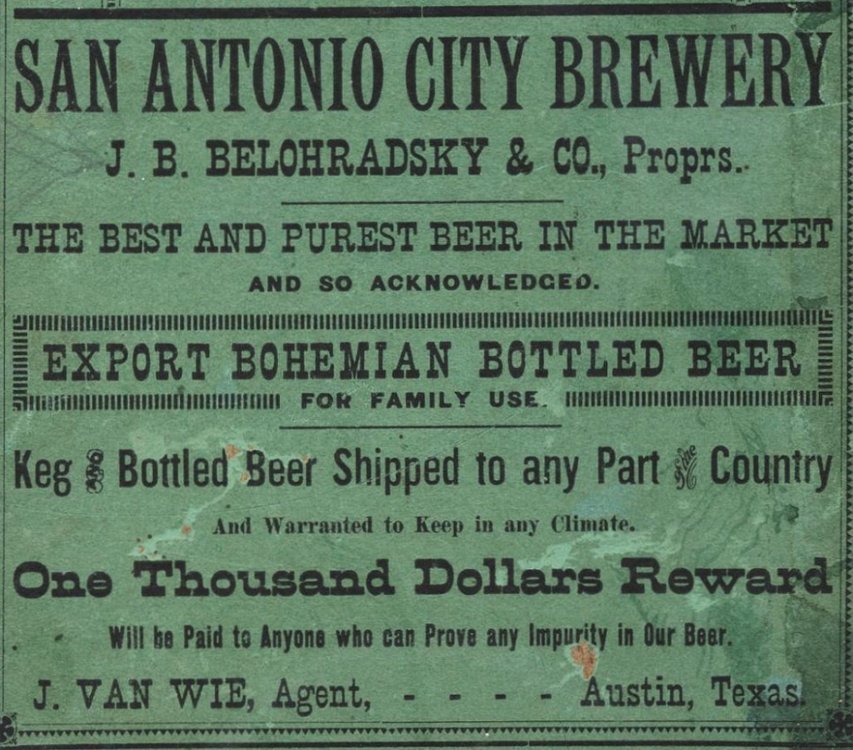 SAN ANTONIO CITY BREWERY
J. B. BELOHRADSKY & CO., Proprs.
THE BEST AND PUREST BEER IN THE MARKET
AND SO ACKNOWLEDGED.
EXPORT BOHEMIAN BOTTLED BEER
FOR FAMILY USE.
Keg and Bottled Beer Shipped to any Part of the Country
And Warranted to Keep in any Climate.
One Thousand Dollars Reward
Will be Paid to Anyone who can Prove any Impurity in Our Beer.
J. VAN WIE, Agent, - - - - Austin, Texas.